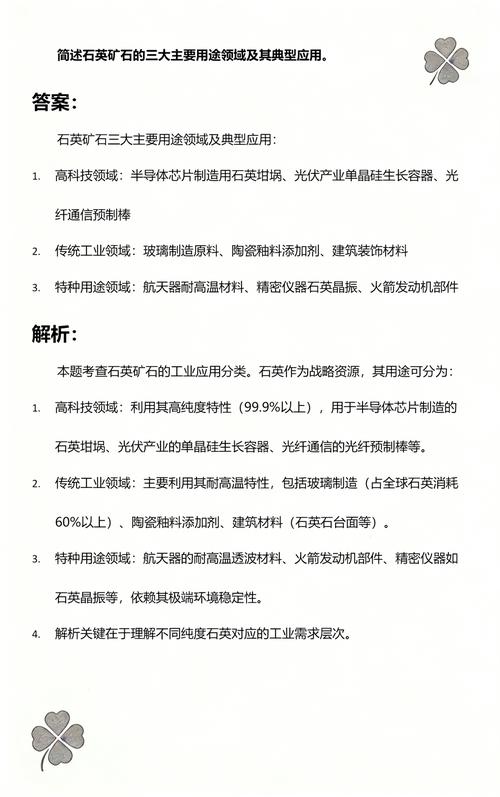 简述石英矿石的三大主要用途领域及其典型应用。
答案：
石英矿石三大主要用途领域及典型应用：
1. 高科技领域：半导体芯片制造用石英坩埚、光伏产业单晶硅生长容器、光
纤通信预制棒
2. 传统工业领域：玻璃制造原料、陶瓷釉料添加剂、建筑装饰材料
3. 特种用途领域：航天器耐高温材料、精密仪器石英晶振、火箭发动机部件
解析：
本题考查石英矿石的工业应用分类。石英作为战略资源，其用途可分为：
1. 高科技领域：利用其高纯度特性（99.9%以上），用于半导体芯片制造的
石英坩埚、光伏产业的单晶硅生长容器、光纤通信的光纤预制棒等。
2. 传统工业领域：主要利用其耐高温特性，包括玻璃制造（占全球石英消耗
60%以上）、陶瓷釉料添加剂、建筑材料（石英石台面等）。
3. 特种用途领域：航天器的耐高温透波材料、火箭发动机部件、精密仪器如
石英晶振等，依赖其极端环境稳定性。
4. 解析关键在于理解不同纯度石英对应的工业需求层次。